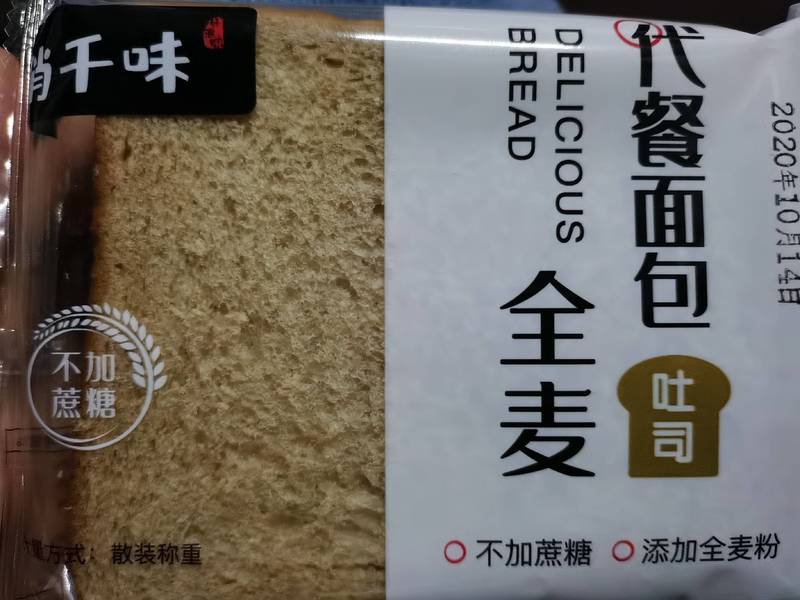 千味
代餐面包
DELICIOUS
BREAD
全麦
吐司
2020年10月14日
不加
蔗糖
方式：散装称重
不加蔗糖
添加全麦粉